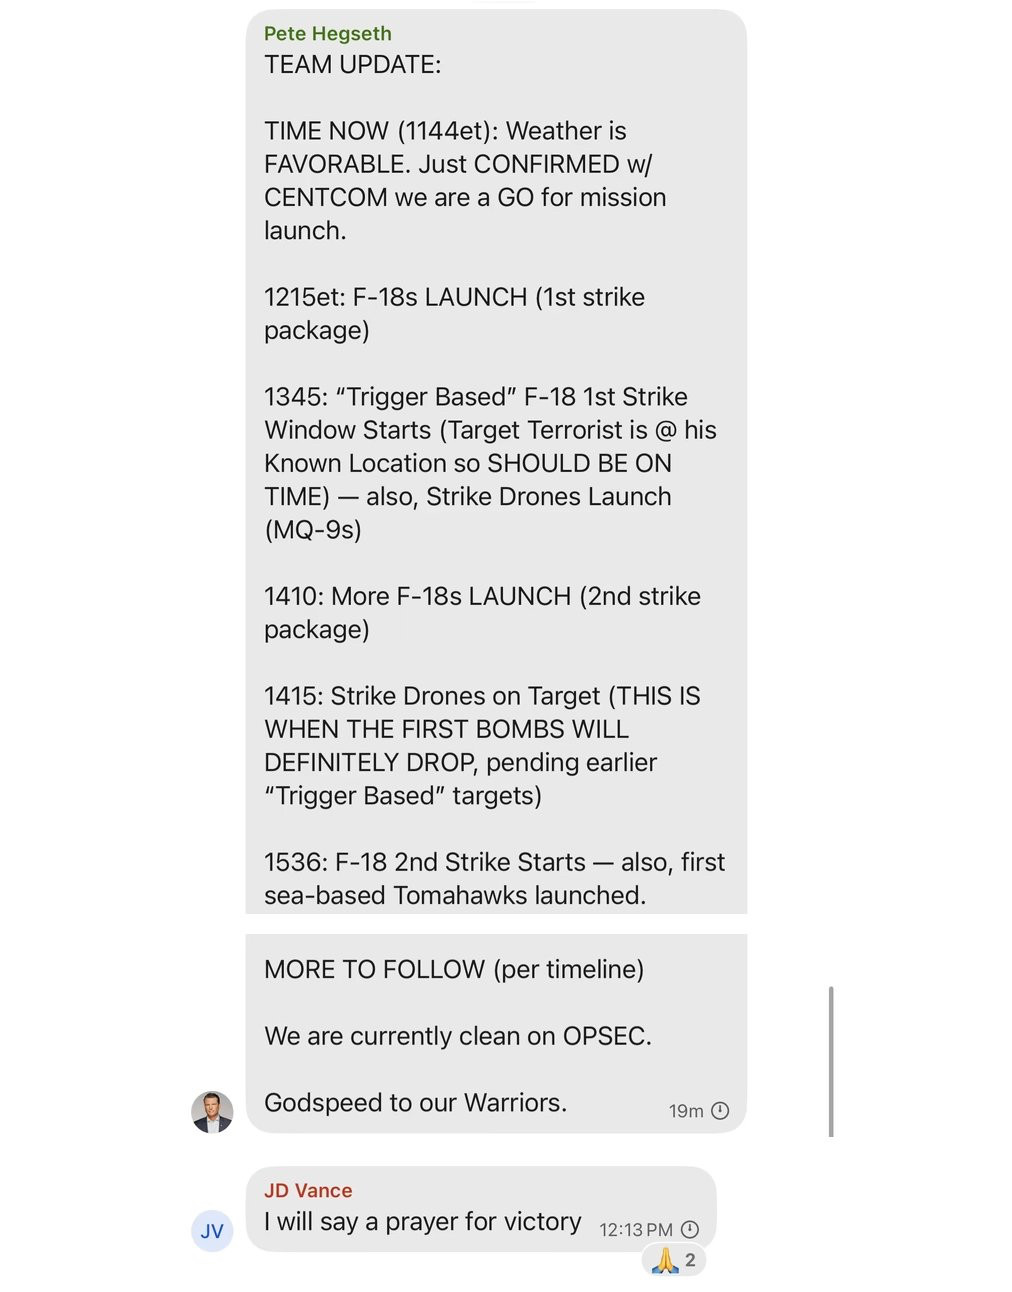 Pete Hegseth
TEAM UPDATE:
TIME NOW (1144et): Weather is
FAVORABLE. Just CONFIRMED w/
CENTCOM we are a GO for mission
launch.
1215et: F-18s LAUNCH (1st strike
package)
1345: “Trigger Based” F-18 1st Strike
Window Starts (Target Terrorist is @ his
Known Location so SHOULD BE ON
TIME) — also, Strike Drones Launch
(MQ-9s)
1410: More F-18s LAUNCH (2nd strike
package)
1415: Strike Drones on Target (THIS IS
WHEN THE FIRST BOMBS WILL
DEFINITELY DROP, pending earlier
“Trigger Based” targets)
1536: F-18 2nd Strike Starts — also, first
sea-based Tomahawks launched.
MORE TO FOLLOW (per timeline)
We are currently clean on OPSEC.
Godspeed to our Warriors.
19m
JD Vance
JV
I will say a prayer for victory
12:13 PM
🙏 2